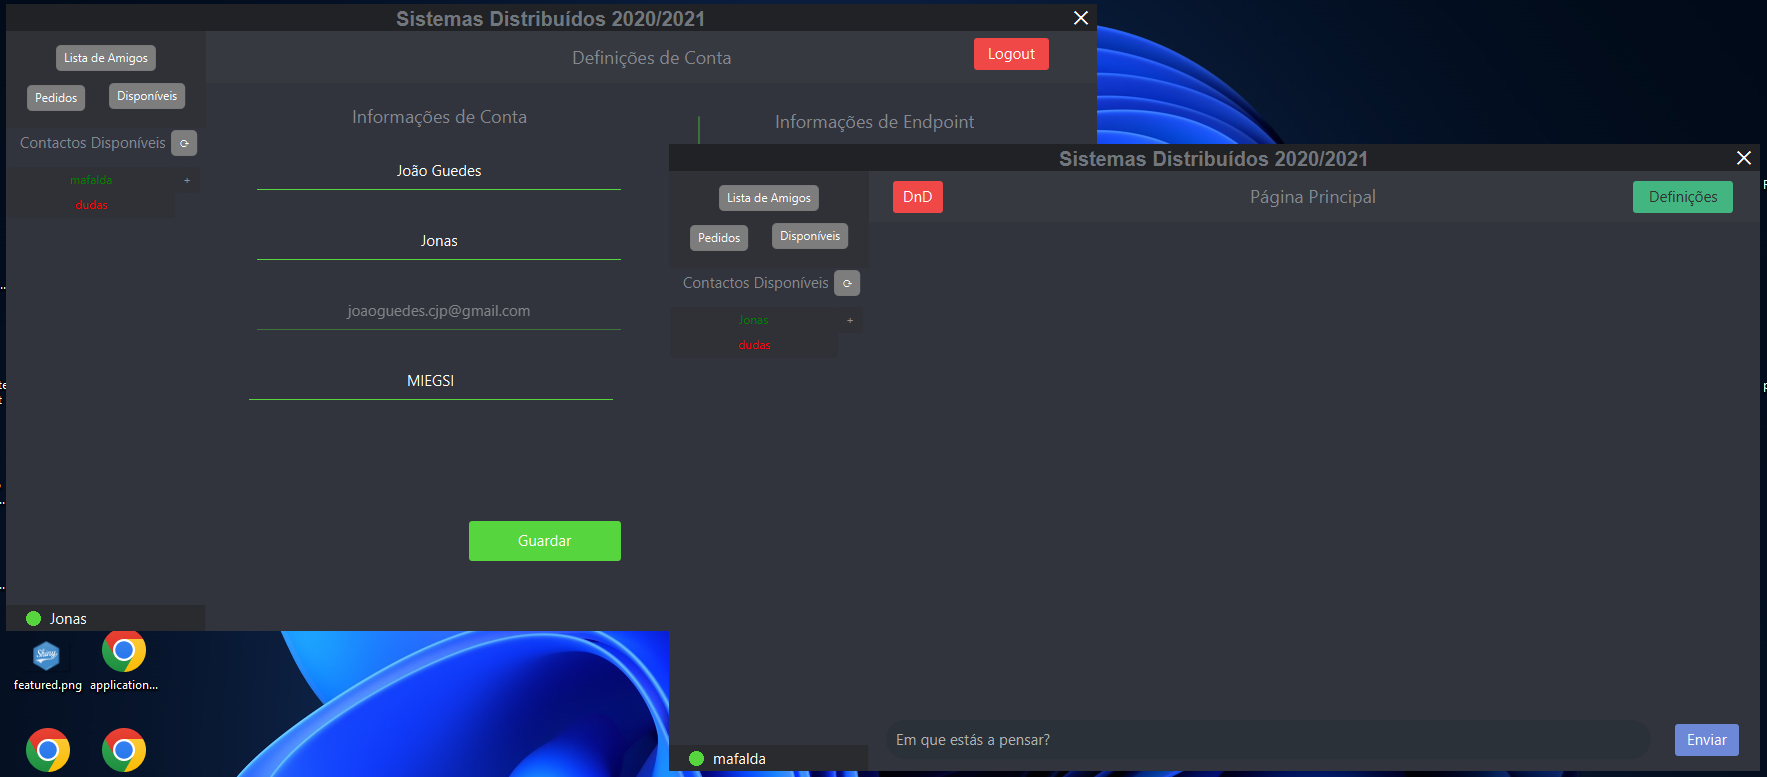 Sistemas Distribuídos 2020/2021
Lista de Amigos
Pedidos
Disponíveis
Contactos Disponíveis
mafalda +
dudas
Definições de Conta
Logout
Informações de Conta
João Guedes
Jonas
joaoguedes.cjp@gmail.com
MIEGSI
Guardar
Informações de Endpoint
Jonas
Sistemas Distribuídos 2020/2021
Lista de Amigos
Pedidos
Disponíveis
Contactos Disponíveis
Jonas +
dudas
DnD
Página Principal
Definições
Em que estás a pensar?
Enviar
mafalda
Shiny
featured.png
application...